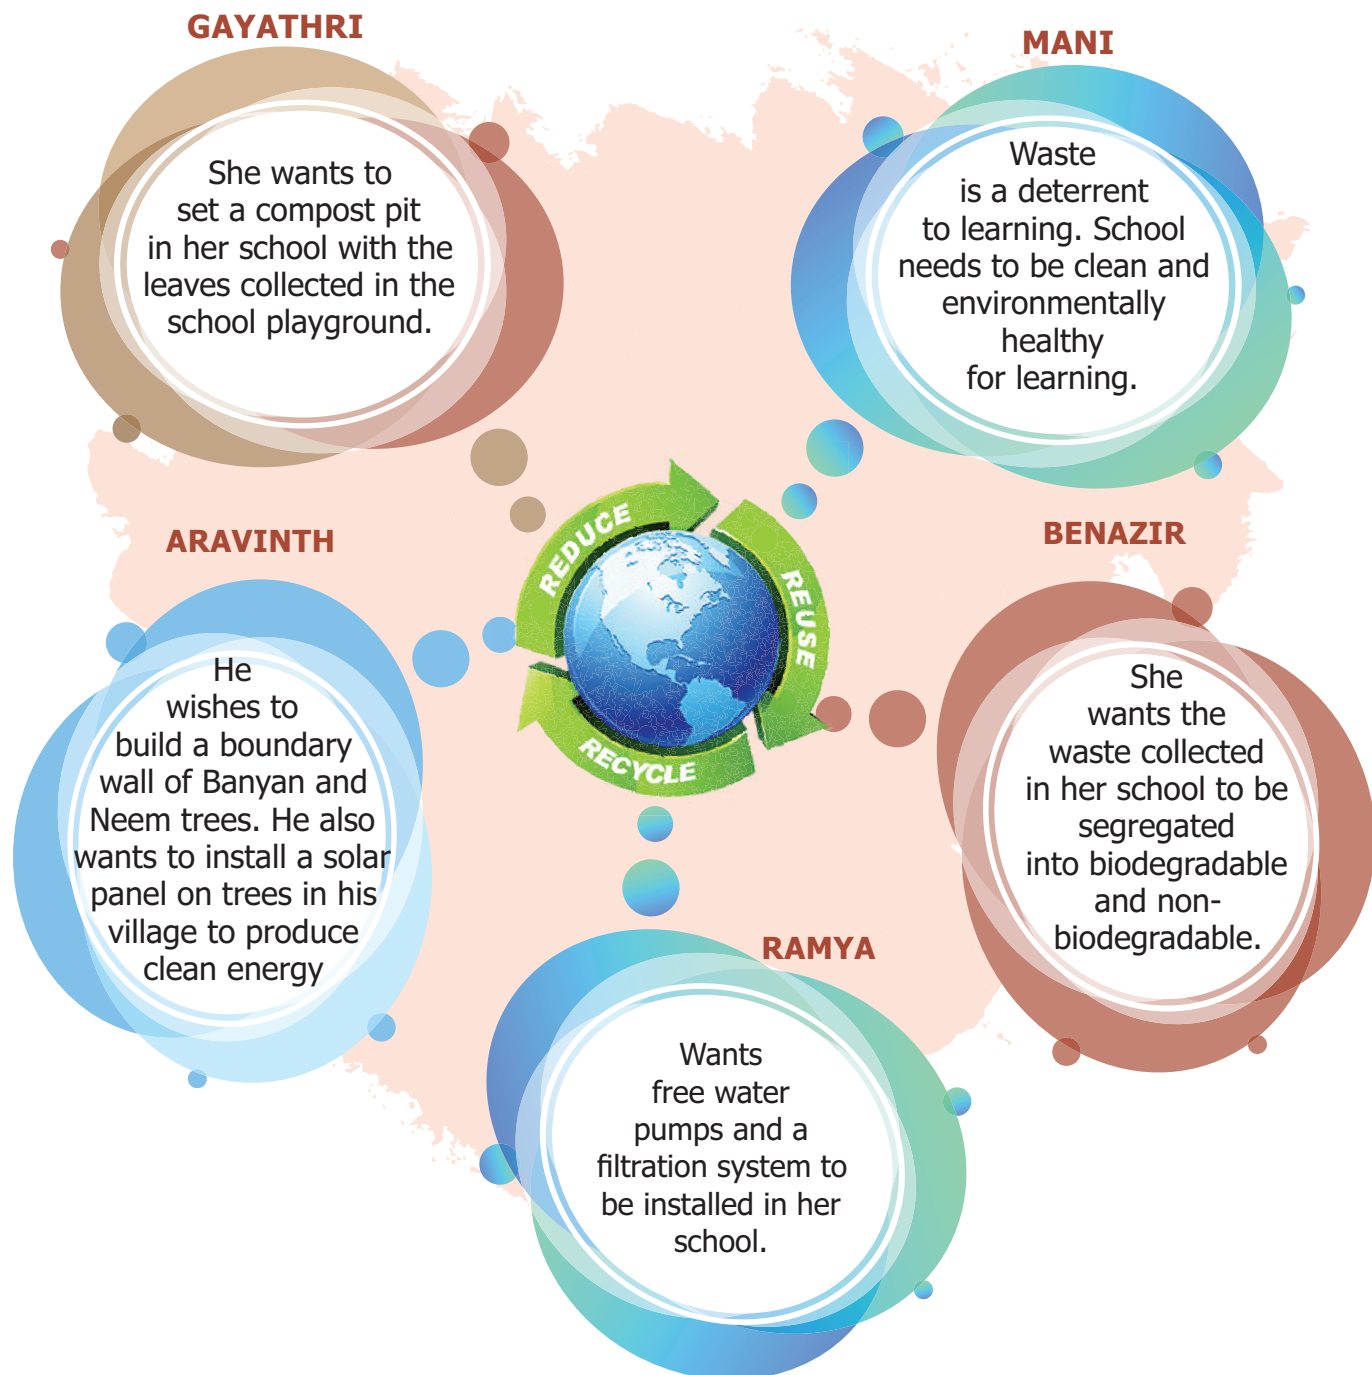 GAYATHRI
She wants to
set a compost pit
in her school with the
leaves collected in the
school playground.
MANI
Waste
is a deterrent
to learning. School
needs to be clean and
environmentally
healthy
for learning.
REDUCE
REUSE
RECYCLE
ARAVINTH
He
wishes to
build a boundary
wall of Banyan and
Neem trees. He also
wants to install a solar
panel on trees in his
village to produce
clean energy
BENAZIR
She
wants the
waste collected
in her school to be
segregated
into biodegradable
and non-
biodegradable.
RAMYA
Wants
free water
pumps and a
filtration system to
be installed in her
school.